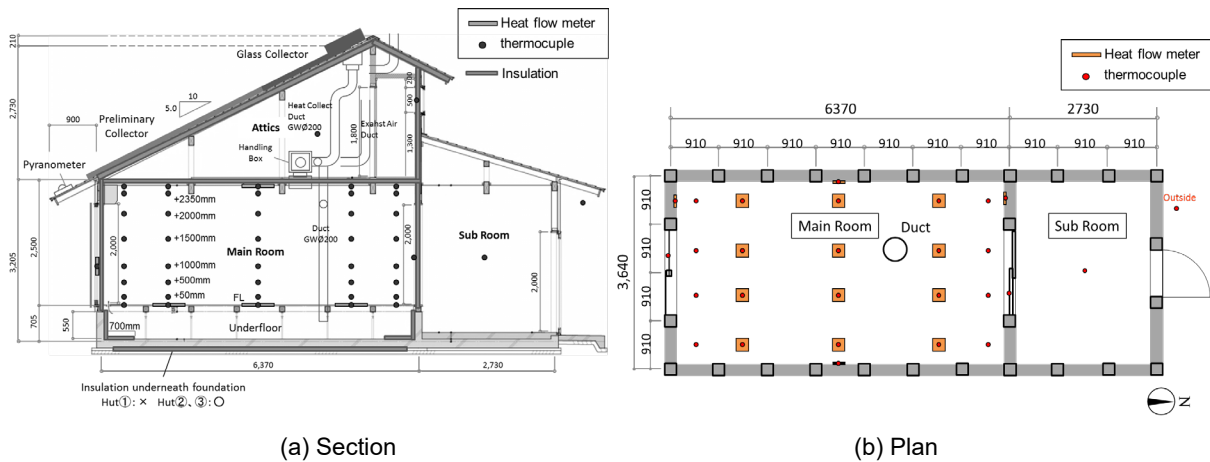 210
2,730
900
3,205
2,500
705
550
Glass Collector
10
5.0
Preliminary
Collector
Pyranometer
Heat Collect
Duct
GWØ200
Attics
Handling
Box
Exahst Air
Duct
1,800
200
500
1,300
Heat flow meter
thermocuple
Insulation
+2350mm
+2000mm
+1500mm
+1000mm
+500mm
+50mm
2,000
Main Room
Duct
GWØ200
2,000
Sub Room
2,000
FL
700mm
Underfloor
6,370
2,730
Insulation underneath foundation
Hut①: × Hut②、③: ○
(a) Section
Heat flow meter
thermocouple
6370
2730
910 910 910 910 910 910 910 910 910 910
3,640
910
910
910
910
Main Room
Duct
Sub Room
Outside
N
(b) Plan